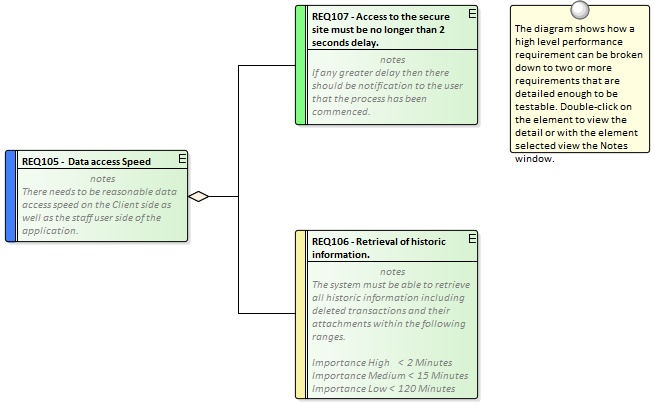 REQ107 - Access to the secure
site must be no longer than 2
seconds delay.
notes
If any greater delay then there
should be notification to the user
that the process has been
commenced.
The diagram shows how a
high level performance
requirement can be broken
down to two or more
requirements that are
detailed enough to be
testable. Double-click on
the element to view the
detail or with the element
selected view the Notes
window.
REQ105 - Data access Speed
notes
There needs to be reasonable data
access speed on the Client side as
well as the staff user side of the
application.
REQ106 - Retrieval of historic
information.
notes
The system must be able to retrieve
all historic information including
deleted transactions and their
attachments within the following
ranges.
Importance High < 2 Minutes
Importance Medium < 15 Minutes
Importance Low < 120 Minutes